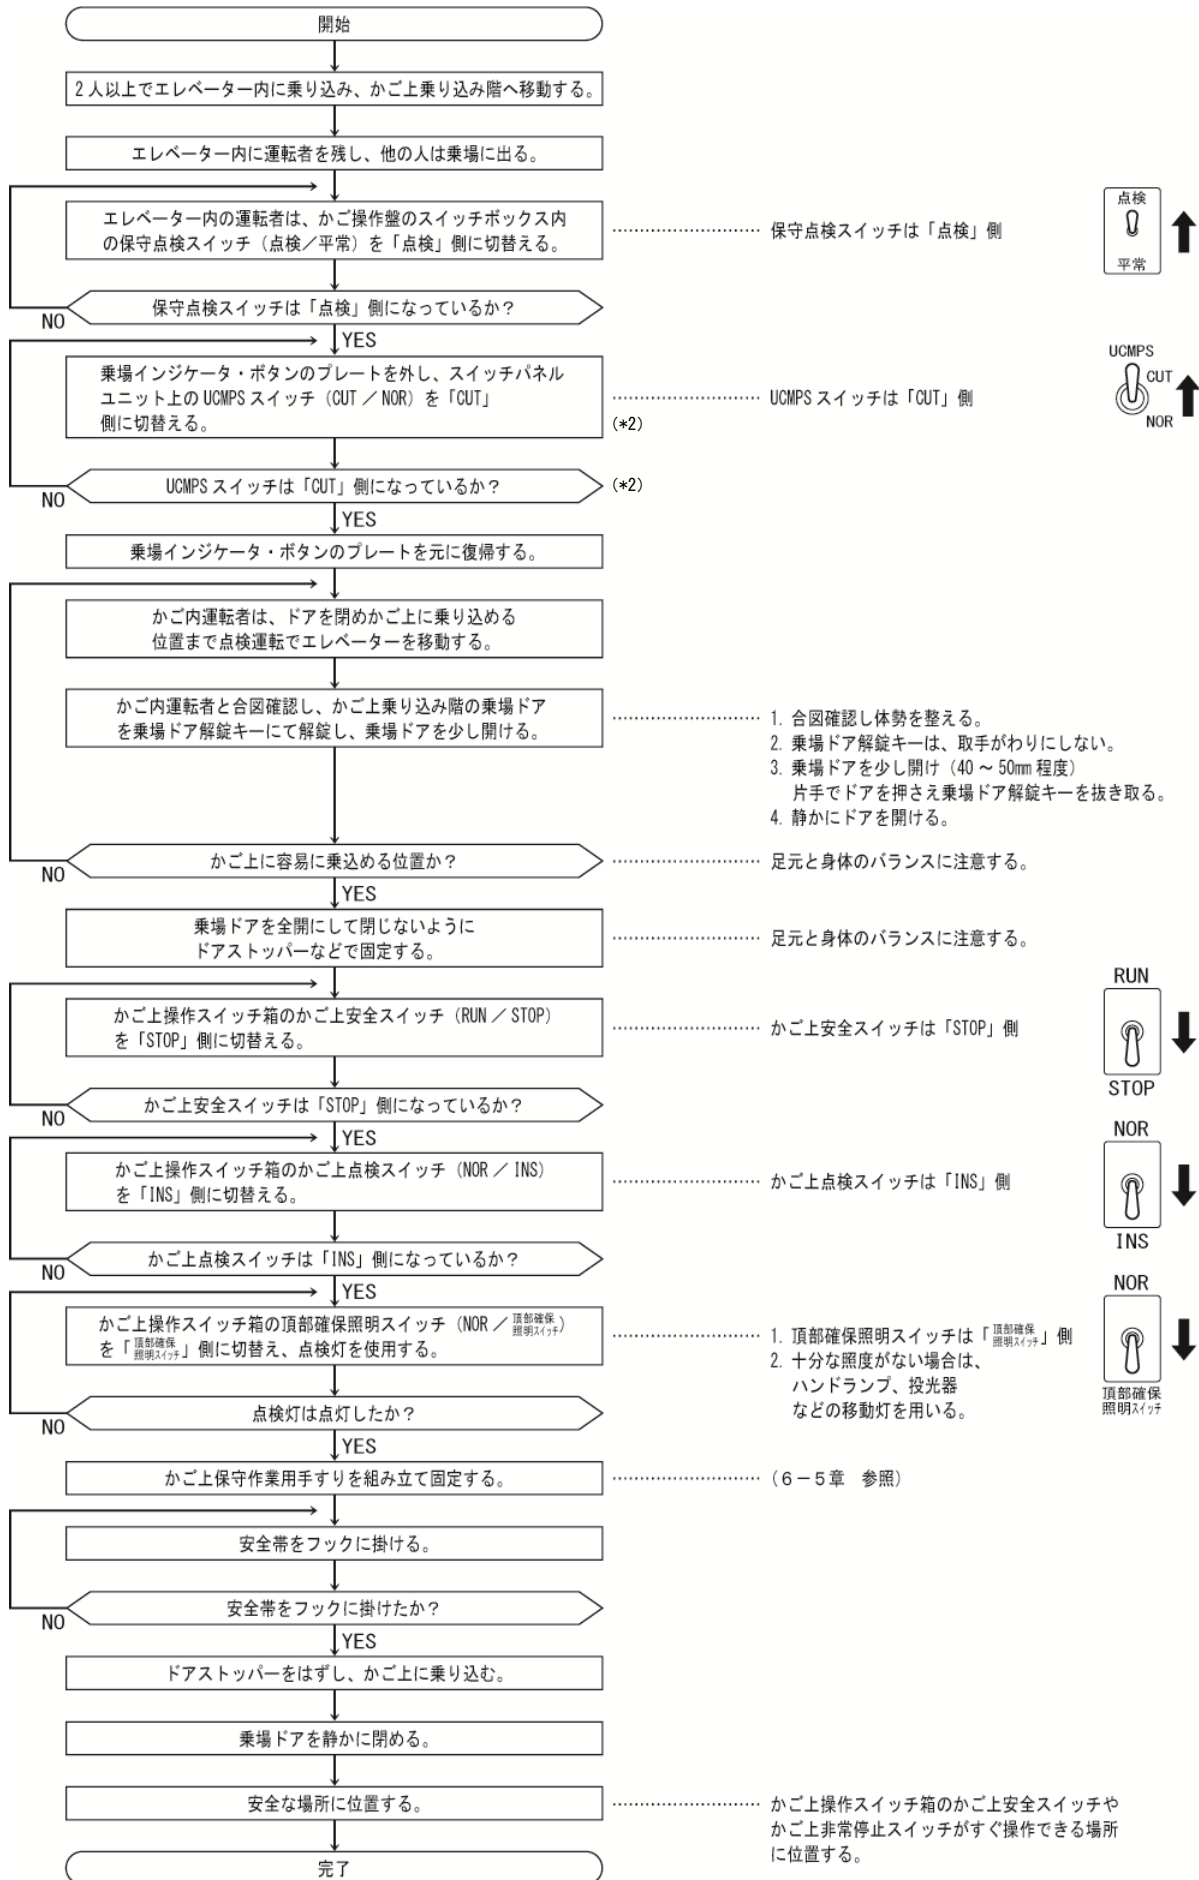 開始
2人以上でエレベーター内に乗り込み、かご上乗り込み階へ移動する。
エレベーター内に運転者を残し、他の人は乗場に出る。
エレベーター内の運転者は、かご操作盤のスイッチボックス内
の保守点検スイッチ（点検／平常）を「点検」側に切替える。
保守点検スイッチは「点検」側
点検
平常
保守点検スイッチは「点検」側になっているか？
NO
YES
乗場インジケータ・ボタンのプレートを外し、スイッチパネル
ユニット上のUCMPSスイッチ（CUT／NOR）を「CUT」
側に切替える。
(*2)
UCMPSスイッチは「CUT」側
UCMPS
CUT
NOR
UCMPSスイッチは「CUT」側になっているか？
(*2)
NO
YES
乗場インジケータ・ボタンのプレートを元に復帰する。
かご内運転者は、ドアを閉めかご上に乗り込める
位置まで点検運転でエレベーターを移動する。
かご内運転者と合図確認し、かご上乗り込み階の乗場ドア
を乗場ドア解錠キーにて解錠し、乗場ドアを少し開ける。
1. 合図確認し体勢を整える。
2. 乗場ドア解錠キーは、取手がわりにしない。
3. 乗場ドアを少し開け（40～50mm程度）
片手でドアを押さえ乗場ドア解錠キーを抜き取る。
4. 静かにドアを開ける。
かご上に容易に乗込める位置か？
足元と身体のバランスに注意する。
NO
YES
乗場ドアを全開にして閉じないように
ドアストッパーなどで固定する。
足元と身体のバランスに注意する。
かご上操作スイッチ箱のかご上安全スイッチ（RUN／STOP）
を「STOP」側に切替える。
かご上安全スイッチは「STOP」側
RUN
STOP
かご上安全スイッチは「STOP」側になっているか？
NO
YES
かご上操作スイッチ箱のかご上点検スイッチ（NOR／INS）
を「INS」側に切替える。
かご上点検スイッチは「INS」側
NOR
INS
かご上点検スイッチは「INS」側になっているか？
NO
YES
かご上操作スイッチ箱の頂部確保照明スイッチ（NOR／頂部確保照明スイッチ）
を「頂部確保照明スイッチ」側に切替え、点検灯を使用する。
1. 頂部確保照明スイッチは「頂部確保照明スイッチ」側
2. 十分な照度がない場合は、
ハンドランプ、投光器
などの移動灯を用いる。
NOR
頂部確保
照明スイッチ
点検灯は点灯したか？
NO
YES
かご上保守作業用手すりを組み立て固定する。
(6－5章　参照)
安全帯をフックに掛ける。
安全帯をフックに掛けたか？
NO
YES
ドアストッパーをはずし、かご上に乗り込む。
乗場ドアを静かに閉める。
安全な場所に位置する。
かご上操作スイッチ箱のかご上安全スイッチや
かご上非常停止スイッチがすぐ操作できる場所
に位置する。
完了